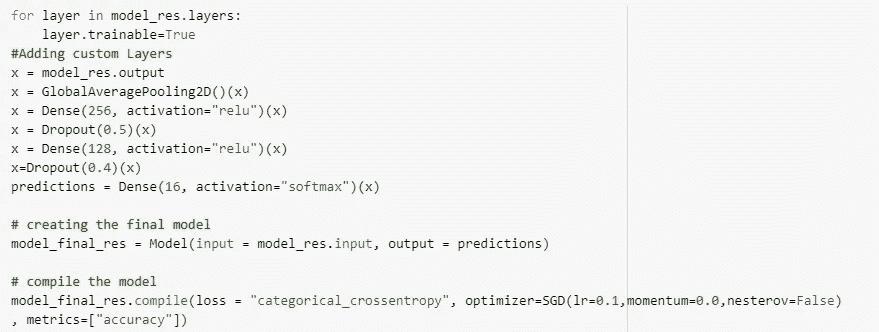 for layer in model_res.layers:
    layer.trainable=True
#Adding custom Layers
x = model_res.output
x = GlobalAveragePooling2D()(x)
x = Dense(256, activation="relu")(x)
x = Dropout(0.5)(x)
x = Dense(128, activation="relu")(x)
x=Dropout(0.4)(x)
predictions = Dense(16, activation="softmax")(x)

# creating the final model
model_final_res = Model(input = model_res.input, output = predictions)

# compile the model
model_final_res.compile(loss = "categorical_crossentropy", optimizer=SGD(lr=0.1,momentum=0.0,nesterov=False)
, metrics=["accuracy"])